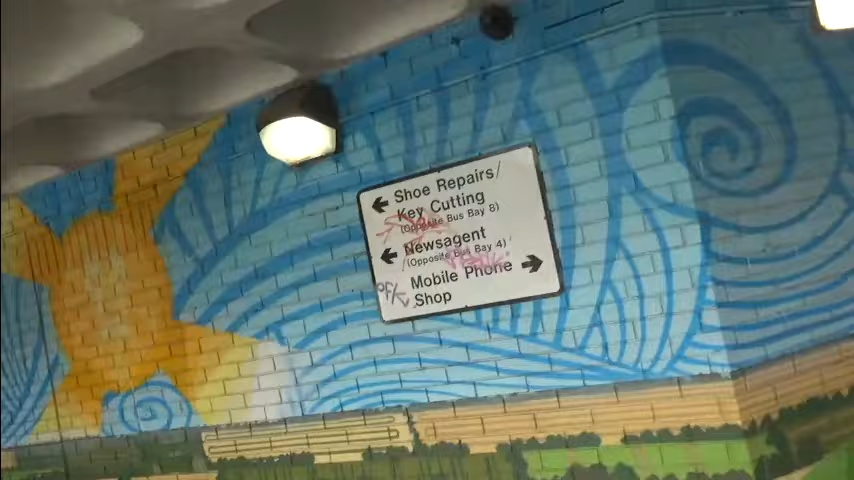 Shoe Repairs/
Key Cutting
(Opposite Bus Bay 8)
Newsagent
(Opposite Bus Bay 4)
Mobile Phone
Shop